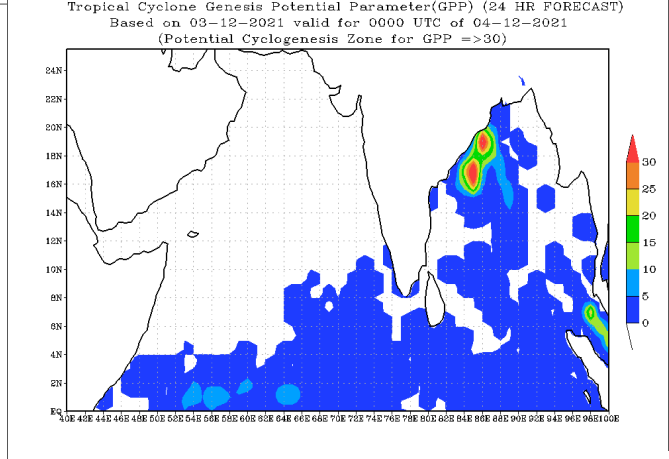 Tropical Cyclone Genesis Potential Parameter(GPP) (24 HR FORECAST)
Based on 03-12-2021 valid for 0000 UTC of 04-12-2021
(Potential Cyclogenesis Zone for GPP =>30)
24N
22N
20N
18N
16N
14N
12N
10N
8N
6N
4N
2N
EQ
40E 42E 44E 46E 48E 50E 52E 54E 56E 58E 60E 62E 64E 66E 68E 70E 72E 74E 76E 78E 80E 82E 84E 86E 88E 90E 92E 94E 96E 98E 100E
30
25
20
15
10
5
0